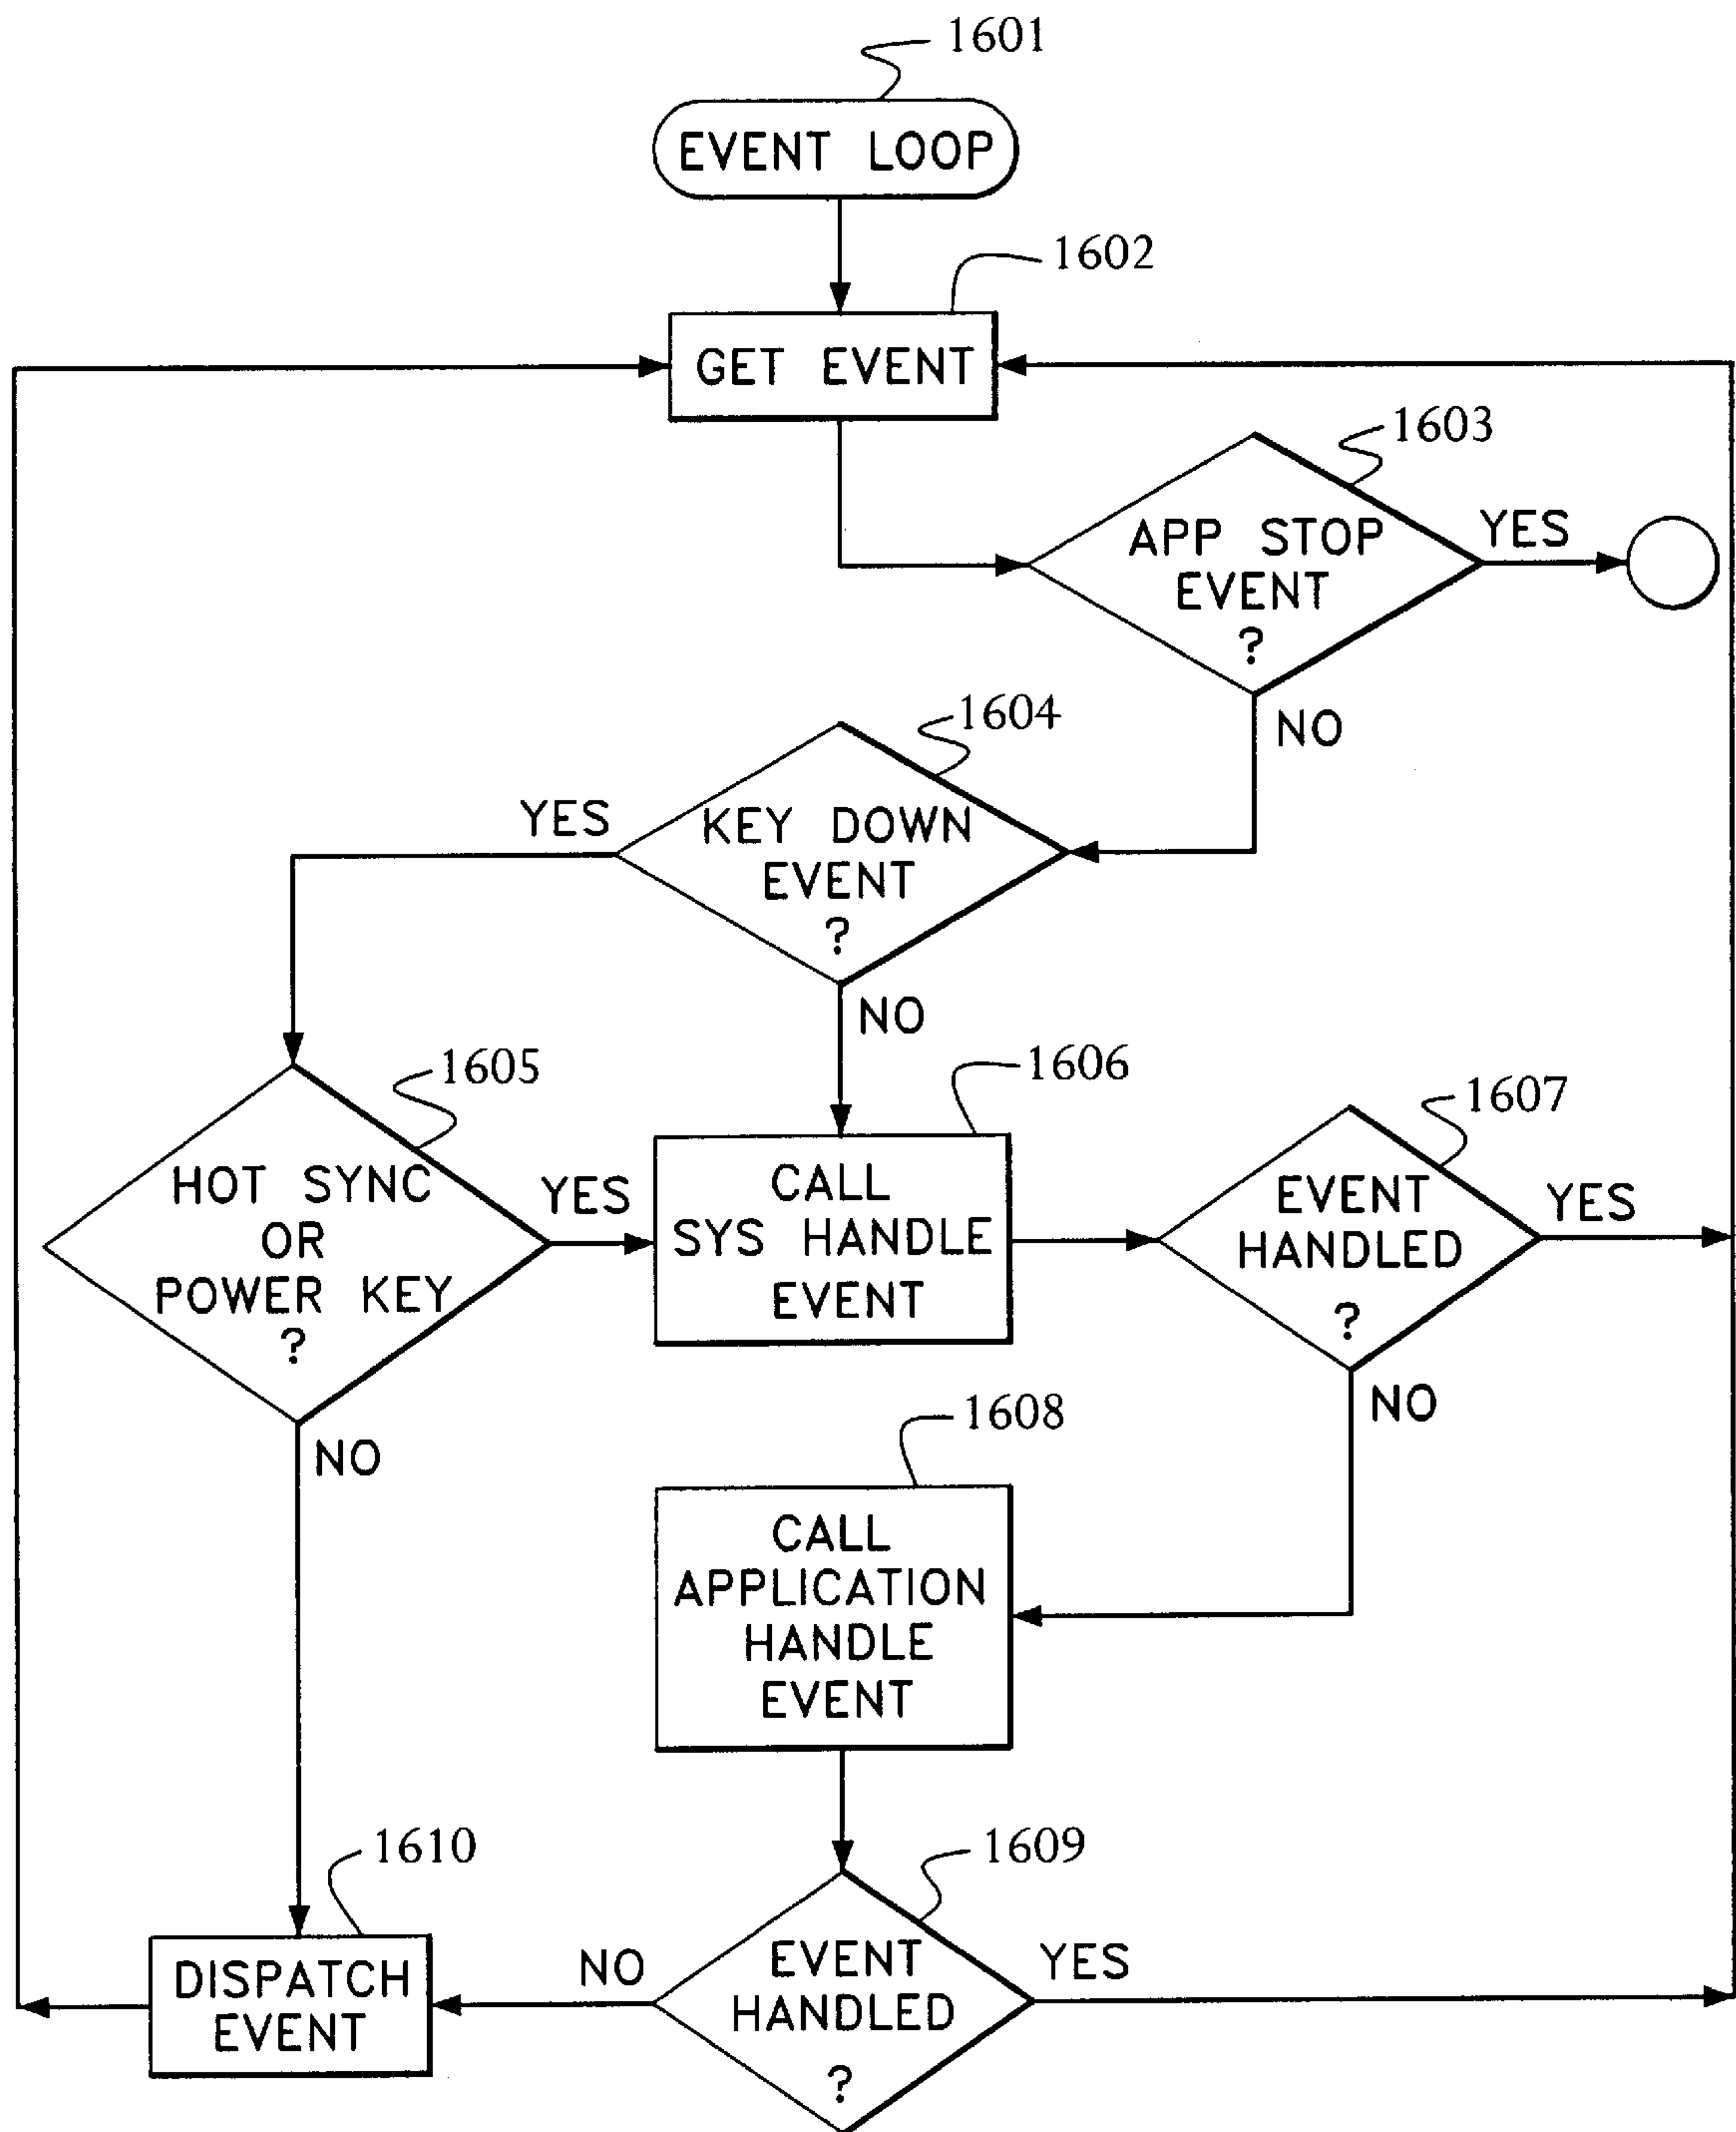 1601
EVENT LOOP
1602
GET EVENT
1603
APP STOP
EVENT
?
YES
NO
1604
KEY DOWN
EVENT
?
YES
NO
1605
HOT SYNC
OR
POWER KEY
?
YES
NO
1606
CALL
SYS HANDLE
EVENT
1607
EVENT
HANDLED
?
YES
NO
1608
CALL
APPLICATION
HANDLE
EVENT
1609
EVENT
HANDLED
?
NO
YES
1610
DISPATCH
EVENT